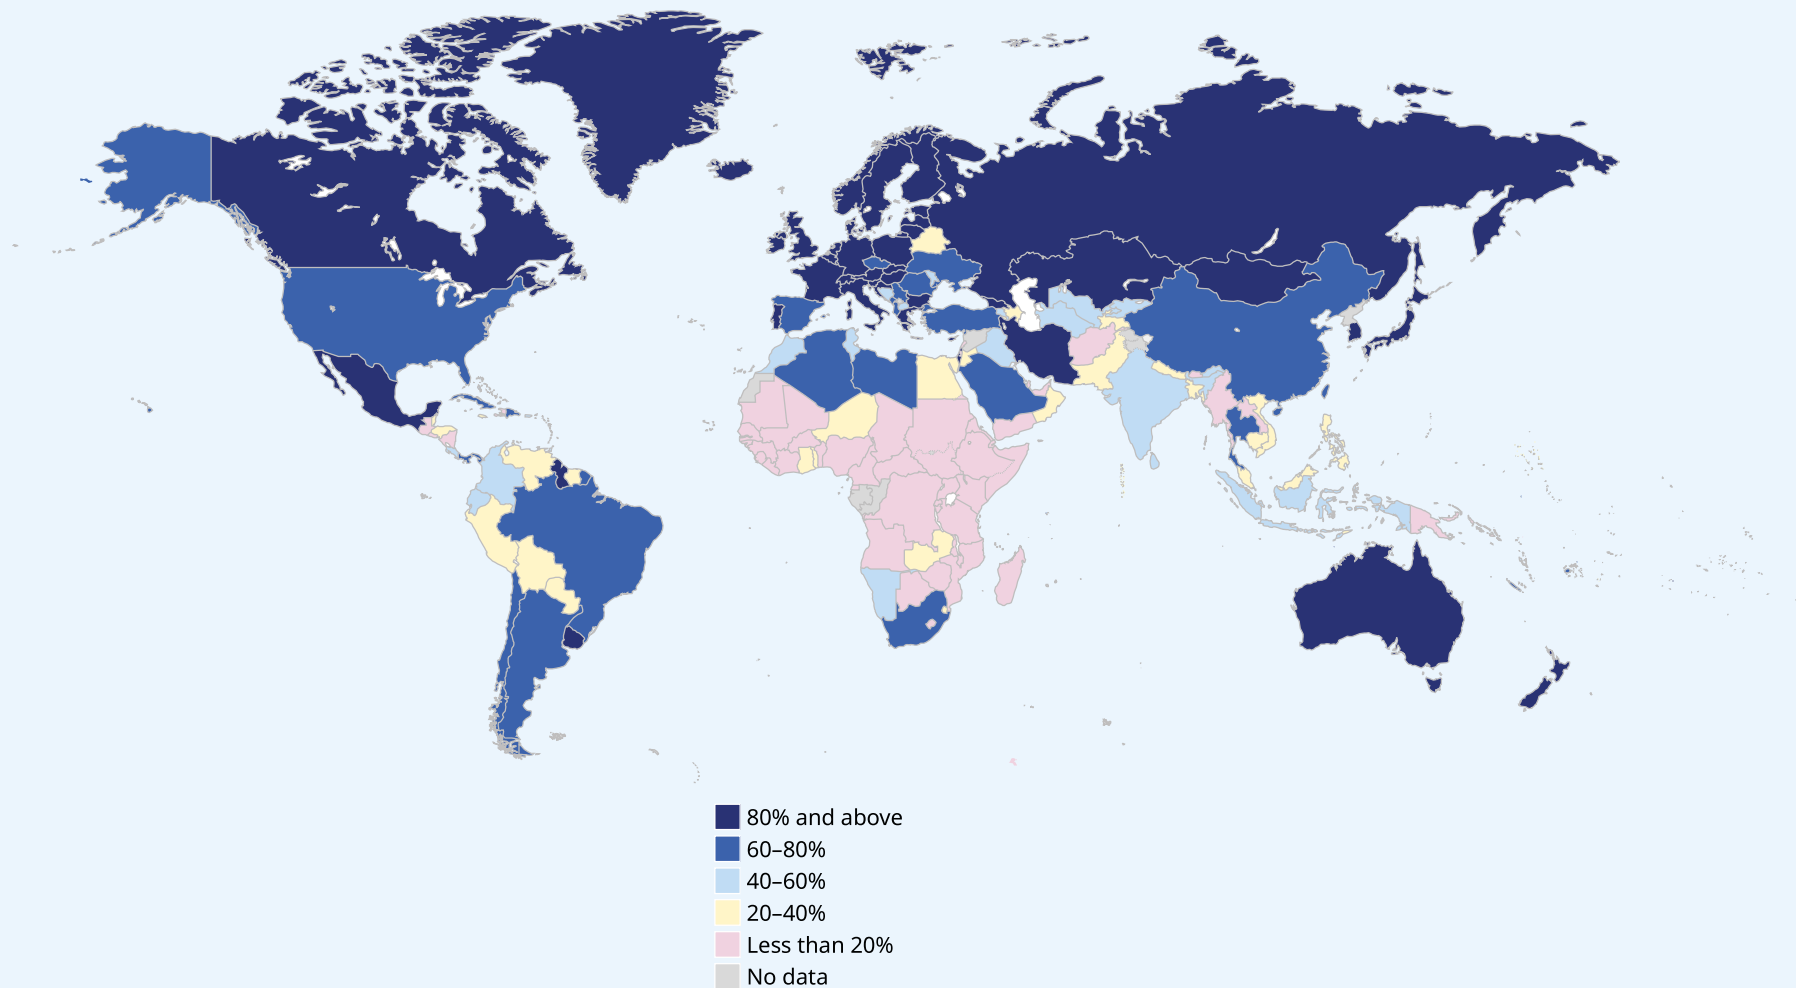 80% and above
60–80%
40–60%
20–40%
Less than 20%
No data